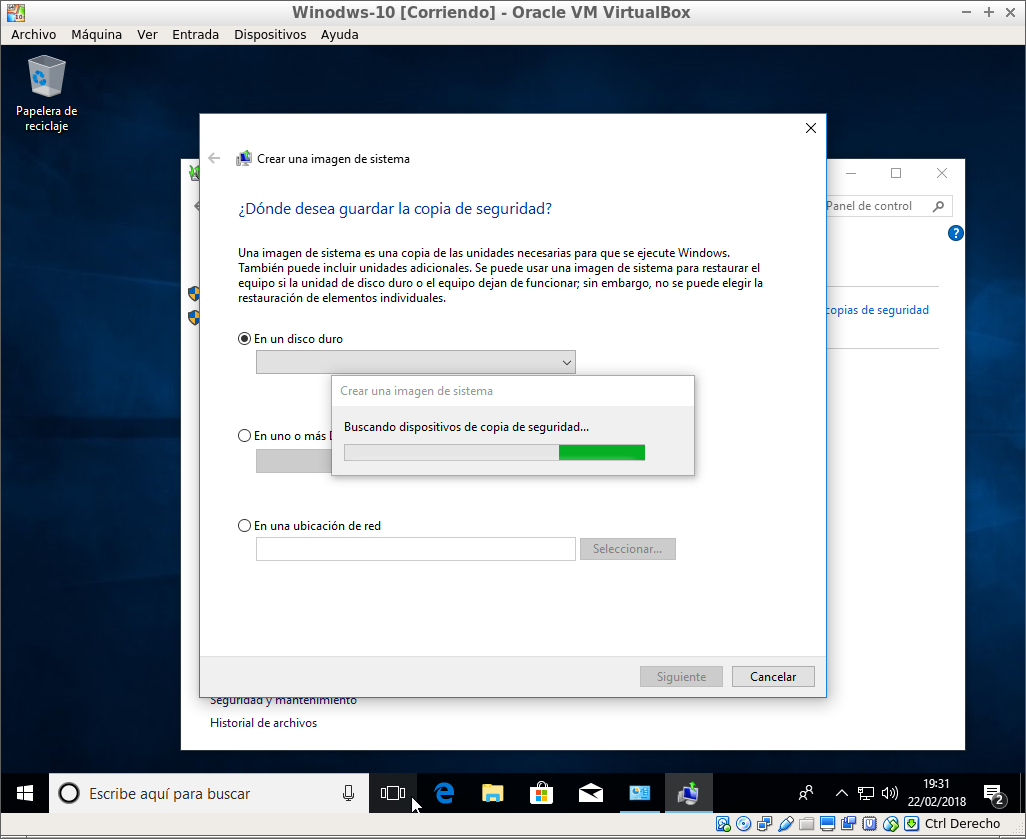 Winodws-10 [Corriendo] - Oracle VM VirtualBox
Archivo Máquina Ver Entrada Dispositivos Ayuda
Papelera de
reciclaje
Crear una imagen de sistema
¿Dónde desea guardar la copia de seguridad?
Panel de control
Una imagen de sistema es una copia de las unidades necesarias para que se ejecute Windows.
También puede incluir unidades adicionales. Se puede usar una imagen de sistema para restaurar el
equipo si la unidad de disco duro o el equipo dejan de funcionar; sin embargo, no se puede elegir la
restauración de elementos individuales.
copias de seguridad
En un disco duro
Crear una imagen de sistema
Buscando dispositivos de copia de seguridad...
En uno o más
En una ubicación de red
Seleccionar...
Siguiente Cancelar
Seguridad y mantenimiento
Historial de archivos
Escribe aquí para buscar
19:31
22/02/2018
2
Ctrl Derecho